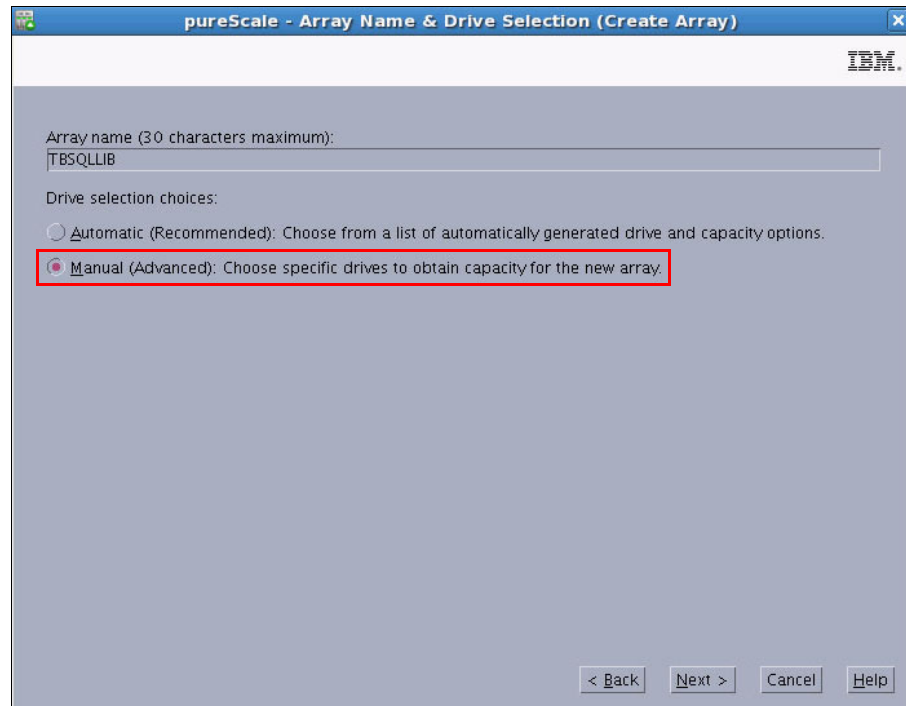 pureScale - Array Name & Drive Selection (Create Array)
IBM.
Array name (30 characters maximum):
TBSQLLIB
Drive selection choices:
Automatic (Recommended): Choose from a list of automatically generated drive and capacity options.
Manual (Advanced): Choose specific drives to obtain capacity for the new array.
< Back Next > Cancel Help